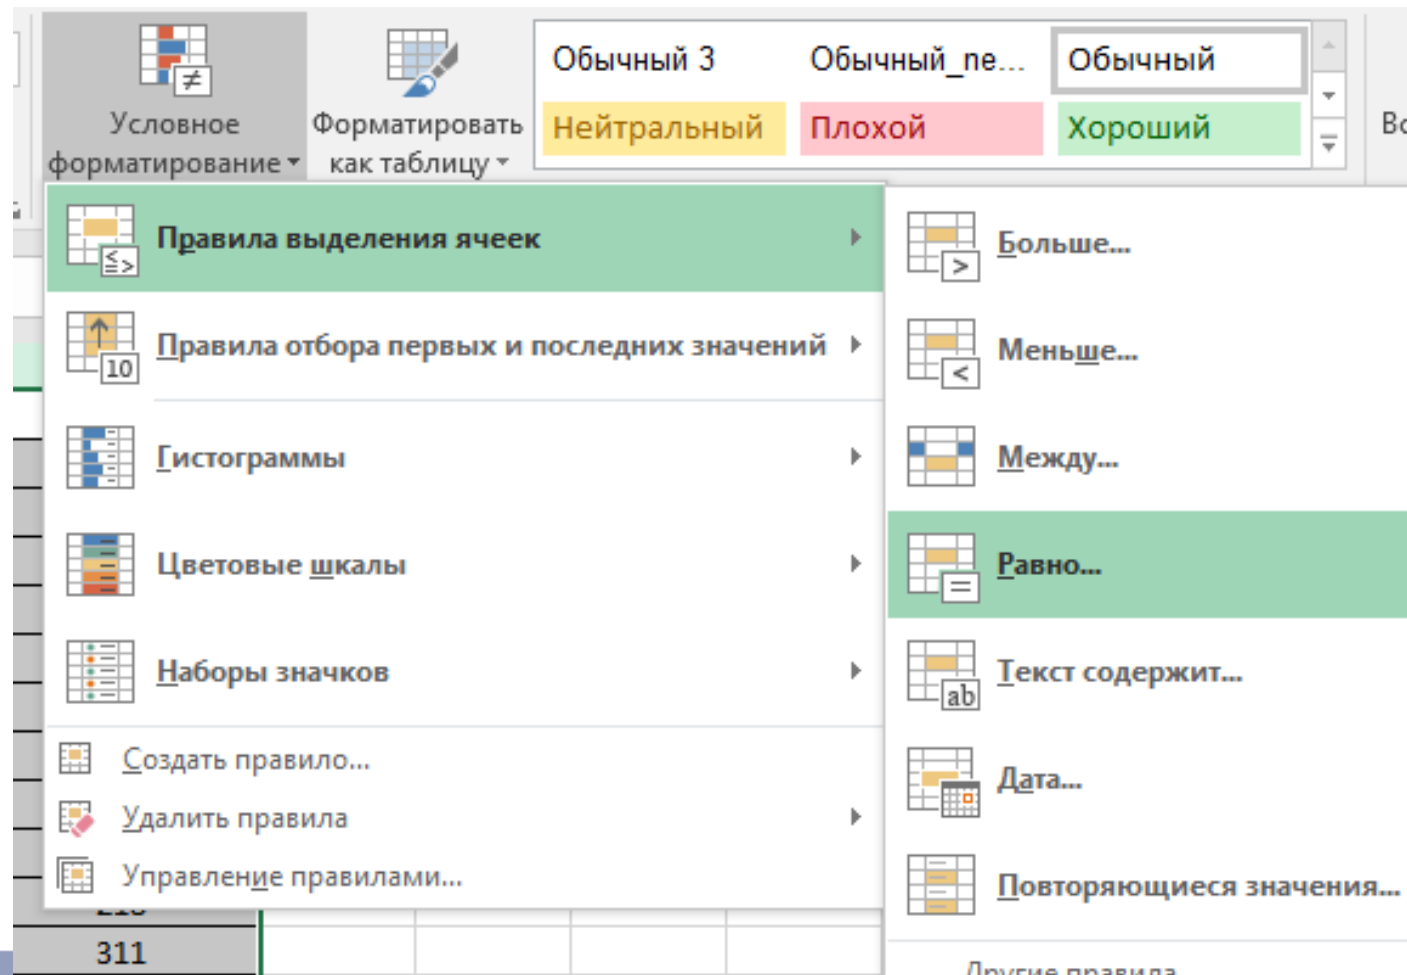 Условное
форматирование
Форматировать
как таблицу
Обычный 3
Обычный_ne...
Обычный
Нейтральный
Плохой
Хороший
Правила выделения ячеек
Правила отбора первых и последних значений
10
Гистограммы
Цветовые шкалы
Наборы значков
Создать правило...
Удалить правила
Управление правилами...
Больше...
Меньше...
Между...
Равно...
Текст содержит...
ab
Дата...
Повторяющиеся значения...
311